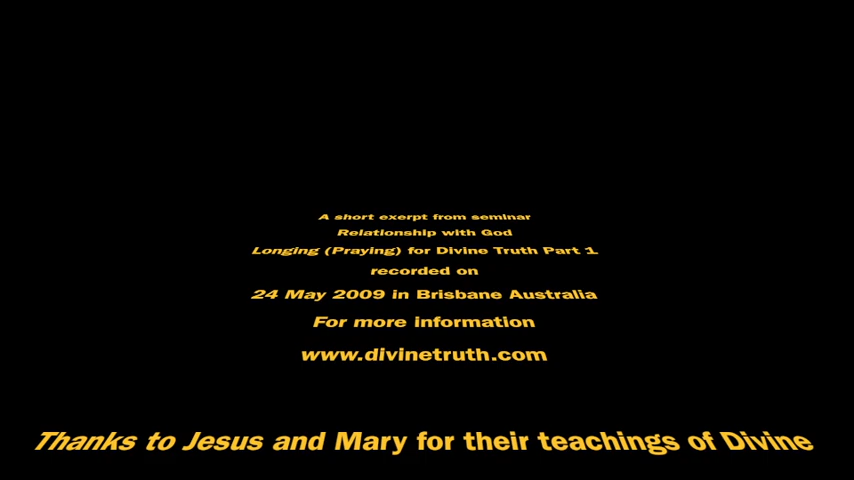 A short exerpt from seminar
Relationship with God
Longing (Praying) for Divine Truth Part 1
recorded on
24 May 2009 in Brisbane Australia
For more information
www.divinetruth.com
Thanks to Jesus and Mary for their teachings of Divine